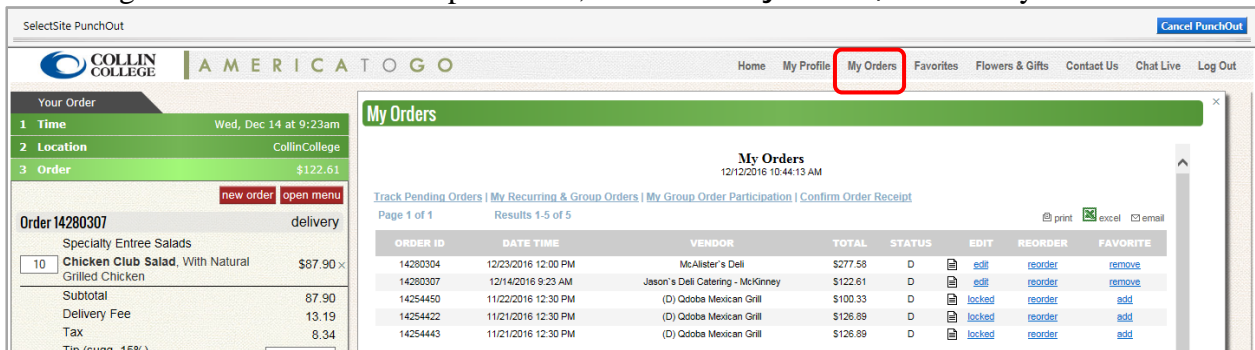 SelectSite PunchOut
Cancel PunchOut
COLLIN COLLEGE
AMERICATOGO
Home My Profile My Orders Favorites Flowers & Gifts Contact Us Chat Live Log Out
Your Order
1 Time Wed, Dec 14 at 9:23am
2 Location CollinCollege
3 Order $122.61
new order open menu
Order 14280307 delivery
Specialty Entree Salads
10 Chicken Club Salad, With Natural Grilled Chicken $87.90 ×
Subtotal 87.90
Delivery Fee 13.19
Tax 8.34
My Orders
×
My Orders
12/12/2016 10:44:13 AM
Track Pending Orders | My Recurring & Group Orders | My Group Order Participation | Confirm Order Receipt
Page 1 of 1 Results 1-5 of 5 print excel email
ORDER ID DATE TIME VENDOR TOTAL STATUS EDIT REORDER FAVORITE
14280304 12/23/2016 12:00 PM McAlister's Deli $277.58 D edit reorder remove
14280307 12/14/2016 9:23 AM Jason's Deli Catering - McKinney $122.61 D edit reorder remove
14254450 11/22/2016 12:30 PM (D) Qdoba Mexican Grill $100.33 D locked reorder add
14254422 11/21/2016 12:30 PM (D) Qdoba Mexican Grill $126.89 D locked reorder add
14254443 11/21/2016 12:30 PM (D) Qdoba Mexican Grill $126.89 D locked reorder add